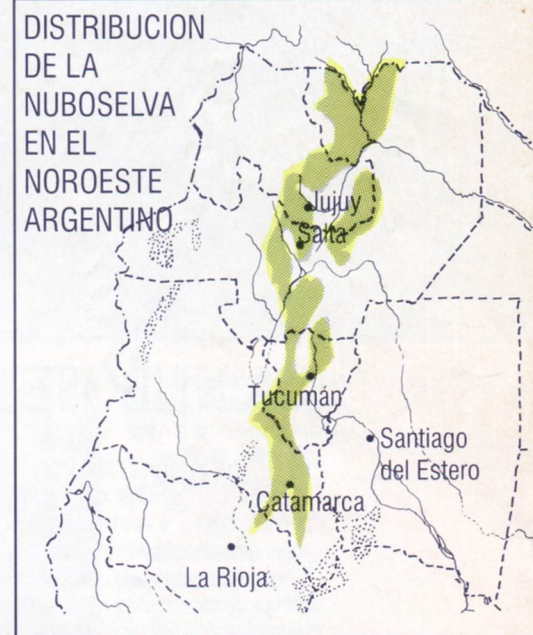 DISTRIBUCION
DE LA
NUBOSELVA
EN EL
NOROESTE
ARGENTINO
Jujuy
Salta
Tucumán
Santiago
del Estero
Catamarca
La Rioja